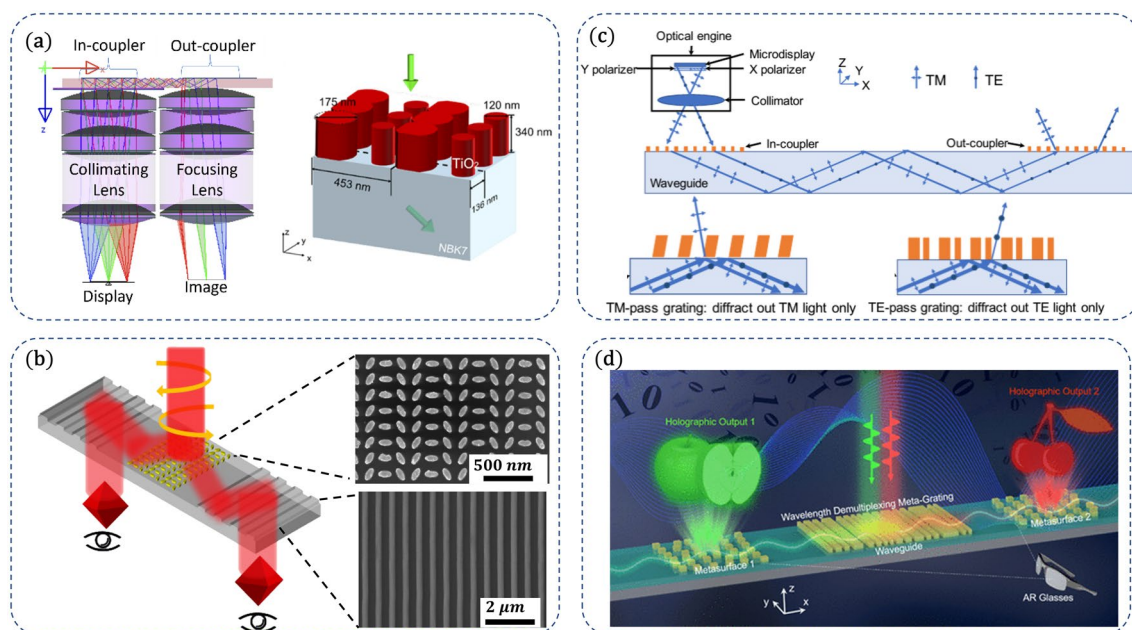 (a)
In-coupler
Out-coupler
x
z
Collimating
Lens
Focusing
Lens
Display
Image
175 nm
120 nm
340 nm
TiO₂
453 nm
136 nm
NBK7
z
y
x
(c)
Optical engine
Microdisplay
Y polarizer
X polarizer
Collimator
Z
Y
X
TM
TE
In-coupler
Out-coupler
Waveguide
TM-pass grating: diffract out TM light only
TE-pass grating: diffract out TE light only
(b)
500 nm
2 μm
(d)
Holographic Output 1
Holographic Output 2
Wavelength Demultiplexing Meta-Grating
Metasurface 2
Waveguide
Metasurface 1
AR Glasses
z
y
x